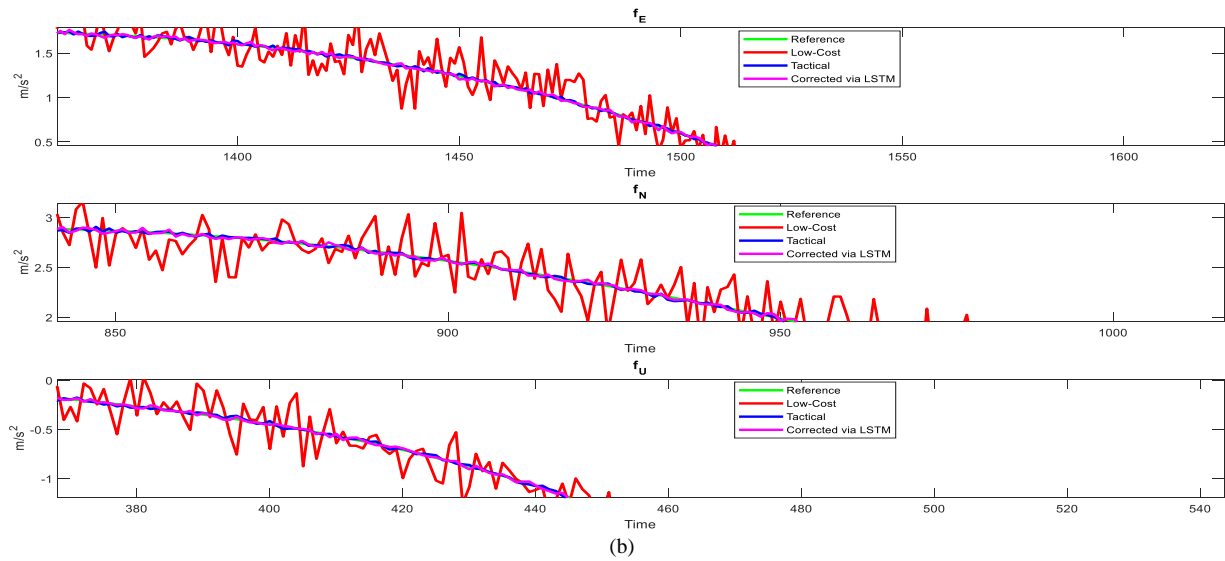 f_E
m/s²
1.5
1
0.5
Reference
Low-Cost
Tactical
Corrected via LSTM
1400
1450
1500
1550
1600
Time
f_N
m/s²
3
2.5
2
Reference
Low-Cost
Tactical
Corrected via LSTM
850
900
950
1000
Time
f_U
m/s²
0
-0.5
-1
Reference
Low-Cost
Tactical
Corrected via LSTM
380
400
420
440
460
480
500
520
540
Time
(b)